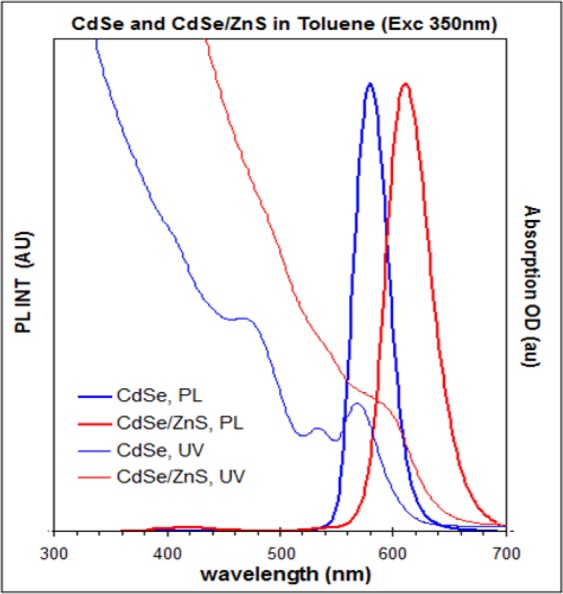 CdSe and CdSe/ZnS in Toluene (Exc 350nm)
PL INT (AU)
Absorption OD (au)
CdSe, PL
CdSe/ZnS, PL
CdSe, UV
CdSe/ZnS, UV
300 400 500 600 700
wavelength (nm)